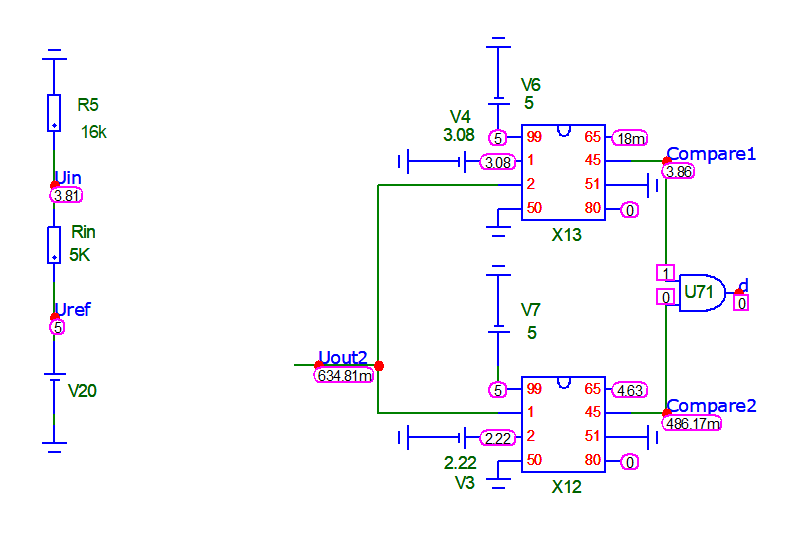 R5
16k
Uin
3.81
Rin
5K
Uref
5
V20
V6
5
V4
3.08
5
99
65
18m
3.08
1
45
Compare1
3.86
2
51
50
80
0
X13
1
0
U71
d
0
V7
5
Uout2
634.81m
5
99
65
4.63
1
45
Compare2
486.17m
2.22
2
51
50
80
0
2.22
V3
X12